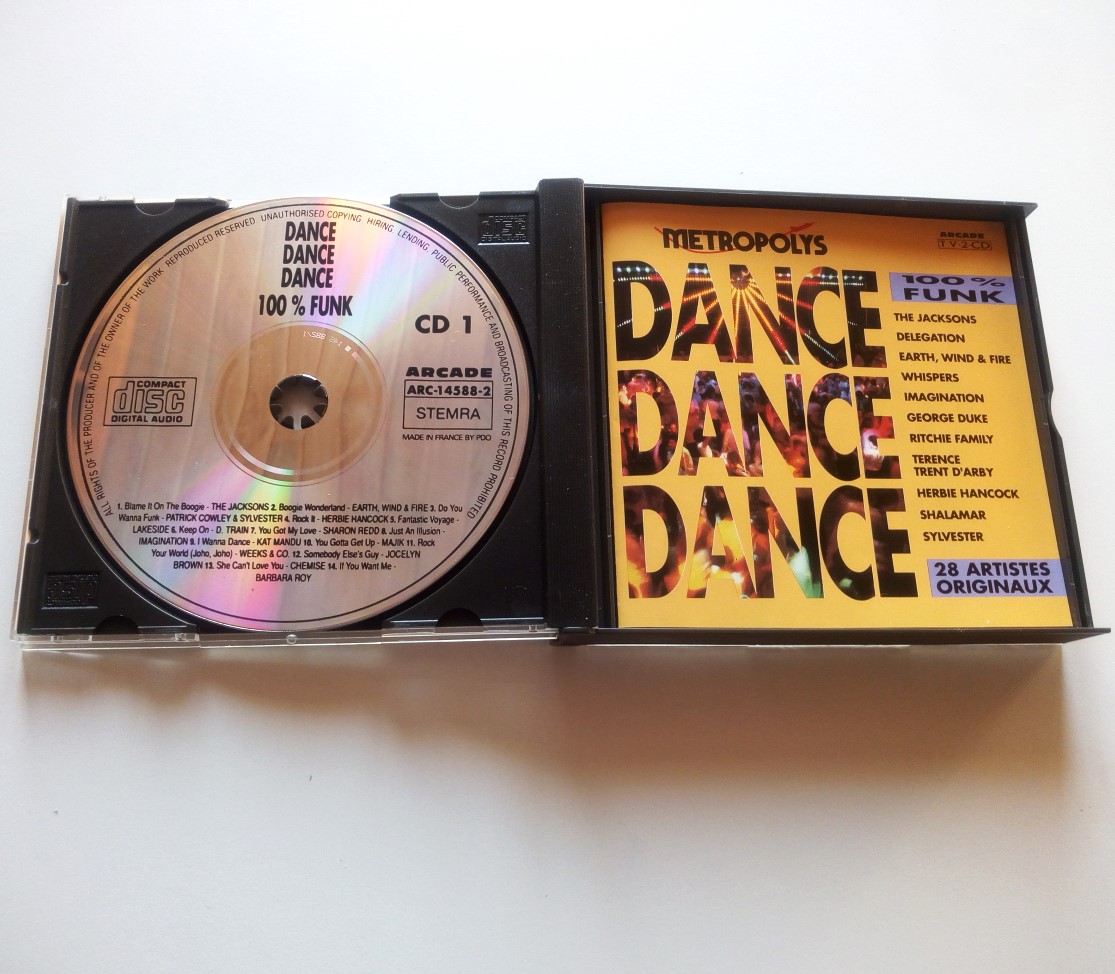 ALL RIGHTS OF THE PRODUCER AND OF THE OWNER OF THE WORK REPRODUCED RESERVED. UNAUTHORISED COPYING, HIRING, LENDING, PUBLIC PERFORMANCE AND BROADCASTING OF THIS RECORD PROHIBITED
DANCE
DANCE
DANCE
100 % FUNK
CD 1
COMPACT
disc
DIGITAL AUDIO
ARCADE
ARC-14588-2
STEMRA
MADE IN FRANCE BY PDO
1. Blame It On The Boogie - THE JACKSONS 2. Boogie Wonderland - EARTH, WIND & FIRE 3. Do You
Wanna Funk - PATRICK COWLEY & SYLVESTER 4. Rock It - HERBIE HANCOCK 5. Fantastic Voyage -
LAKESIDE 6. Keep On - D. TRAIN 7. You Got My Love - SHARON REDD 8. Just An Illusion -
IMAGINATION 9. I Wanna Dance - KAT MANDU 10. You Gotta Get Up - MAJIK 11. Rock
Your World (Joho, Joho) - WEEKS & CO. 12. Somebody Else's Guy - JOCELYN
BROWN 13. She Can't Love You - CHEMISE 14. If You Want Me -
BARBARA ROY
METROPOLYS
ARCADE
TV-2-CD
DANCE
DANCE
DANCE
100 %
FUNK
THE JACKSONS
DELEGATION
EARTH, WIND & FIRE
WHISPERS
IMAGINATION
GEORGE DUKE
RITCHIE FAMILY
TERENCE
TRENT D'ARBY
HERBIE HANCOCK
SHALAMAR
SYLVESTER
28 ARTISTES
ORIGINAUX